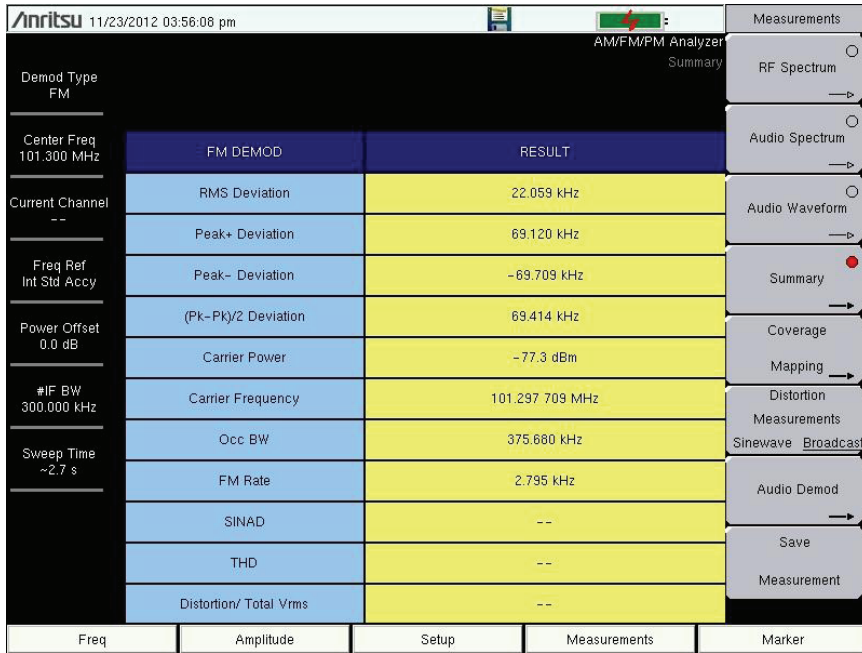 Anritsu 11/23/2012 03:56:08 pm
AM/FM/PM Analyzer
Summary
Demod Type
FM
Center Freq
101.300 MHz
Current Channel
--
Freq Ref
Int Std Accy
Power Offset
0.0 dB
#IF BW
300.000 kHz
Sweep Time
~2.7 s
FM DEMOD RESULT
RMS Deviation 22.059 kHz
Peak+ Deviation 69.120 kHz
Peak- Deviation -69.709 kHz
(Pk-Pk)/2 Deviation 69.414 kHz
Carrier Power -77.3 dBm
Carrier Frequency 101.297 709 MHz
Occ BW 375.680 kHz
FM Rate 2.795 kHz
SINAD --
THD --
Distortion/ Total Vrms --
Measurements
RF Spectrum
Audio Spectrum
Audio Waveform
Summary
Coverage
Mapping
Distortion
Measurements
Sinewave Broadcast
Audio Demod
Save
Measurement
Freq Amplitude Setup Measurements Marker